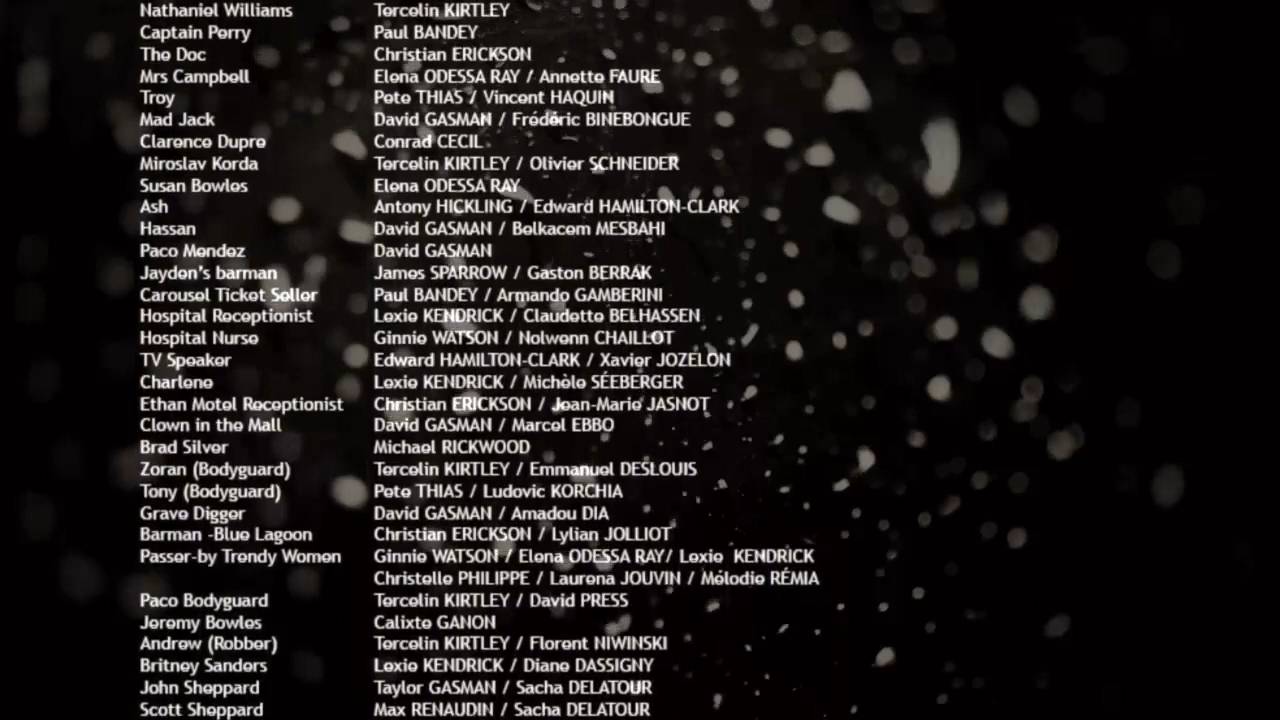 Nathaniel Williams Tercelin KIRTLEY
Captain Perry Paul BANDEY
The Doc Christian ERICKSON
Mrs Campbell Elena ODESSA RAY / Annette FAURE
Troy Pete THIAS / Vincent HAQUIN
Mad Jack David GASMAN / Frédéric BINEBONGUE
Clarence Dupre Conrad CECIL
Miroslav Korda Tercelin KIRTLEY / Olivier SCHNEIDER
Susan Bowles Elena ODESSA RAY
Ash Antony HICKLING / Edward HAMILTON-CLARK
Hassan David GASMAN / Belkacem MESBAHI
Paco Mendez David GASMAN
Jayden's barman James SPARROW / Gaston BERRAK
Carousel Ticket Seller Paul BANDEY / Armando GAMBERINI
Hospital Receptionist Lexie KENDRICK / Claudette BELHASSEN
Hospital Nurse Ginnie WATSON / Nolwenn CHAILLOT
TV Speaker Edward HAMILTON-CLARK / Xavier JOZELON
Charlene Lexie KENDRICK / Michèle SÉEBERGER
Ethan Motel Receptionist Christian ERICKSON / Jean-Marie JASNOT
Clown in the Mall David GASMAN / Marcel EBBO
Brad Silver Michael RICKWOOD
Zoran (Bodyguard) Tercelin KIRTLEY / Emmanuel DESLOUIS
Tony (Bodyguard) Pete THIAS / Ludovic KORCHIA
Grave Digger David GASMAN / Amadou DIA
Barman -Blue Lagoon Christian ERICKSON / Lylian JOLLIOT
Passer-by Trendy Women Ginnie WATSON / Elena ODESSA RAY/ Lexie KENDRICK
Christelle PHILIPPE / Laurena JOUVIN / Mélodie RÉMIA
Paco Bodyguard Tercelin KIRTLEY / David PRESS
Jeremy Bowles Calixte GANON
Andrew (Robber) Tercelin KIRTLEY / Florent NIWINSKI
Britney Sanders Lexie KENDRICK / Diane DASSIGNY
John Sheppard Taylor GASMAN / Sacha DELATOUR
Scott Sheppard Max RENAUDIN / Sacha DELATOUR